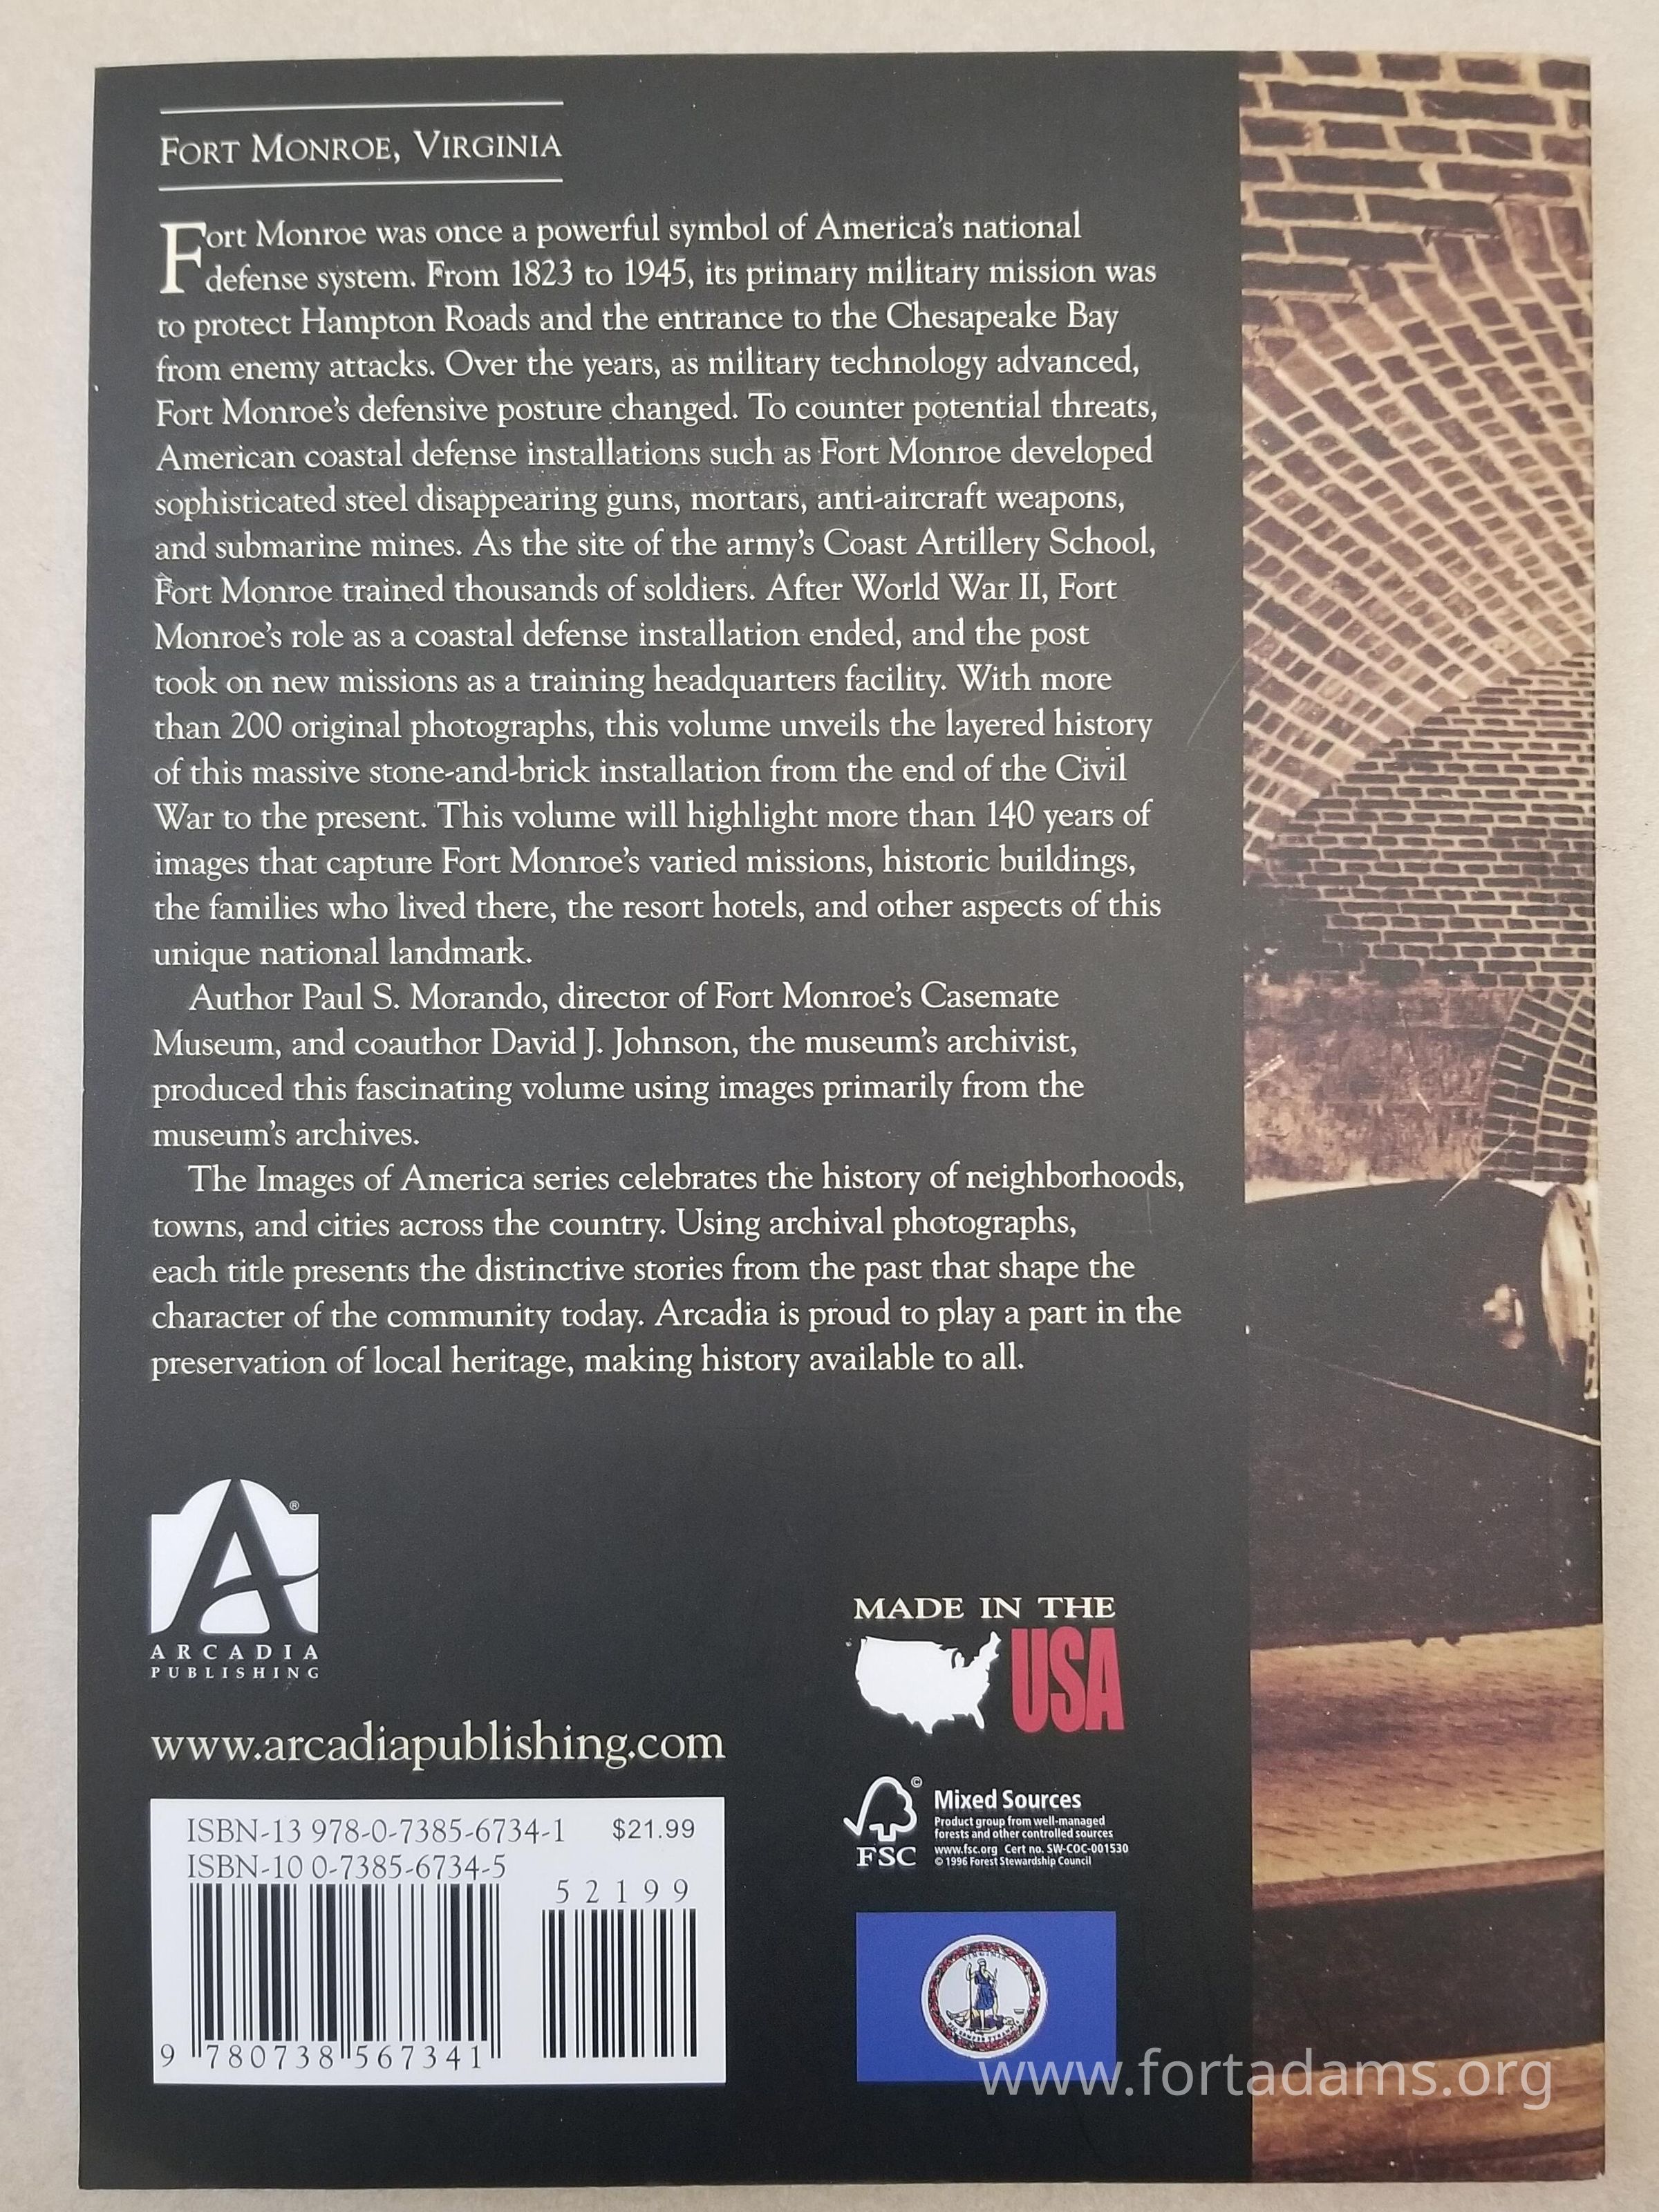 FORT MONROE, VIRGINIA
Fort Monroe was once a powerful symbol of America's national
defense system. From 1823 to 1945, its primary military mission was
to protect Hampton Roads and the entrance to the Chesapeake Bay
from enemy attacks. Over the years, as military technology advanced,
Fort Monroe's defensive posture changed. To counter potential threats,
American coastal defense installations such as Fort Monroe developed
sophisticated steel disappearing guns, mortars, anti-aircraft weapons,
and submarine mines. As the site of the army's Coast Artillery School,
Fort Monroe trained thousands of soldiers. After World War II, Fort
Monroe's role as a coastal defense installation ended, and the post
took on new missions as a training headquarters facility. With more
than 200 original photographs, this volume unveils the layered history
of this massive stone-and-brick installation from the end of the Civil
War to the present. This volume will highlight more than 140 years of
images that capture Fort Monroe's varied missions, historic buildings,
the families who lived there, the resort hotels, and other aspects of this
unique national landmark.
Author Paul S. Morando, director of Fort Monroe's Casemate
Museum, and coauthor David J. Johnson, the museum's archivist,
produced this fascinating volume using images primarily from the
museum's archives.
The Images of America series celebrates the history of neighborhoods,
towns, and cities across the country. Using archival photographs,
each title presents the distinctive stories from the past that shape the
character of the community today. Arcadia is proud to play a part in the
preservation of local heritage, making history available to all.
A®
ARCADIA
PUBLISHING
www.arcadiapublishing.com
ISBN-13 978-0-7385-6734-1 $21.99
ISBN-10 0-7385-6734-5
52199
9 780738 567341
MADE IN THE
USA
©
FSC
Mixed Sources
Product group from well-managed
forests and other controlled sources
www.fsc.org Cert no. SW-COC-001530
© 1996 Forest Stewardship Council
VIRGINIA
www.fortadams.org